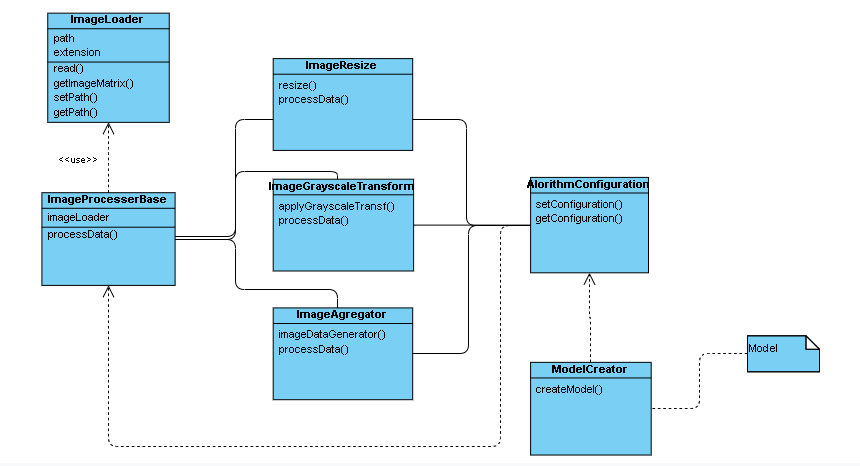 ImageLoader
path
extension
read()
getImageMatrix()
setPath()
getPath()
<<use>>
ImageProcesserBase
imageLoader
processData()
ImageResize
resize()
processData()
ImageGrayscaleTransform
applyGrayscaleTransf()
processData()
ImageAgregator
imageDataGenerator()
processData()
AlorithmConfiguration
setConfiguration()
getConfiguration()
ModelCreator
createModel()
Model